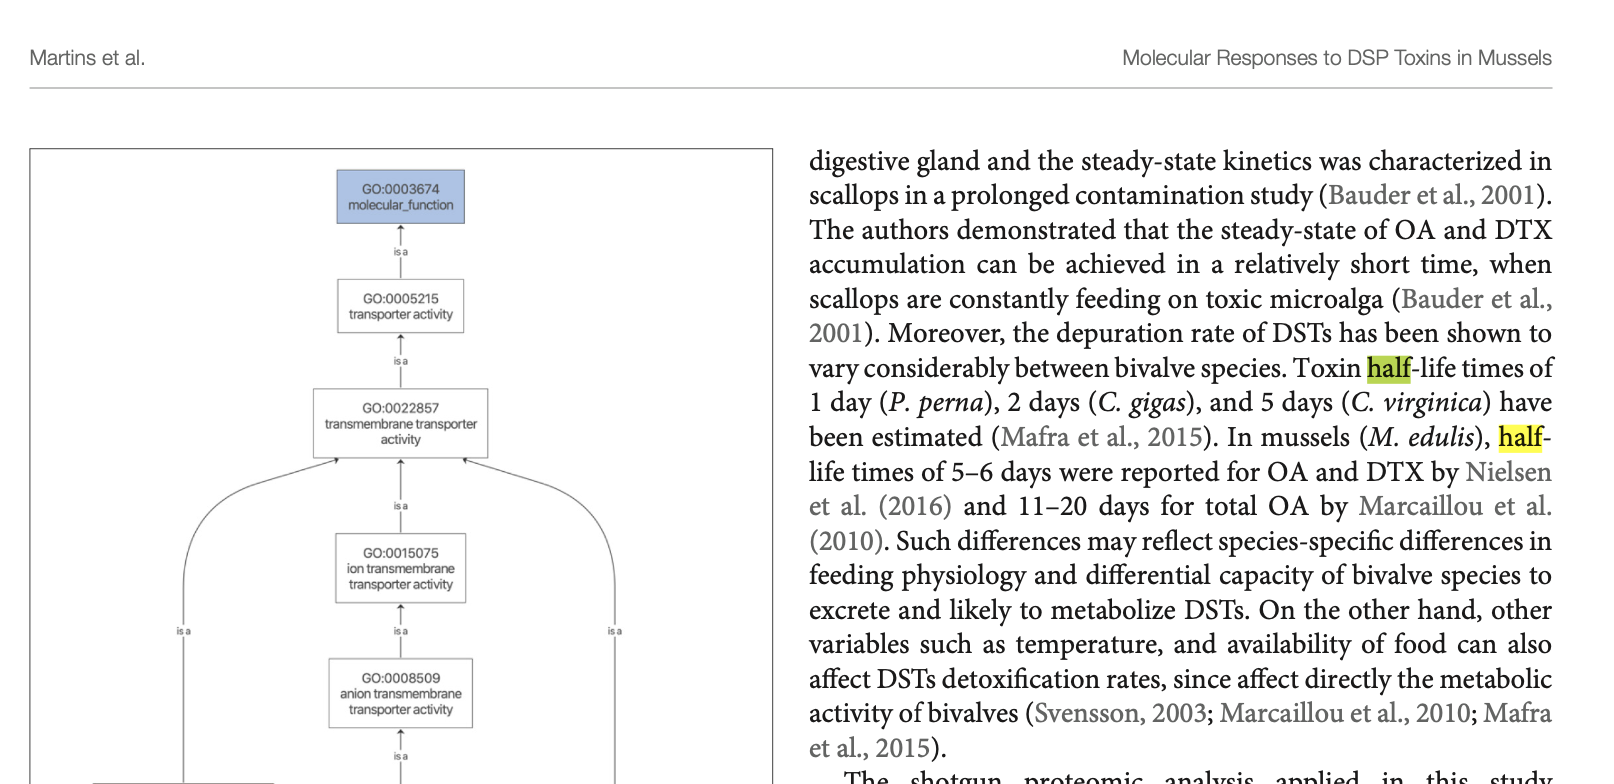 Martins et al.
Molecular Responses to DSP Toxins in Mussels
GO:0003674
molecular_function
is a
GO:0005215
transporter activity
is a
GO:0022857
transmembrane transporter
activity
is a
GO:0015075
ion transmembrane
transporter activity
is a
is a
is a
GO:0008509
anion transmembrane
transporter activity
is a
digestive gland and the steady-state kinetics was characterized in
scallops in a prolonged contamination study (Bauder et al., 2001).
The authors demonstrated that the steady-state of OA and DTX
accumulation can be achieved in a relatively short time, when
scallops are constantly feeding on toxic microalga (Bauder et al.,
2001). Moreover, the depuration rate of DSTs has been shown to
vary considerably between bivalve species. Toxin half-life times of
1 day (P. perna), 2 days (C. gigas), and 5 days (C. virginica) have
been estimated (Mafra et al., 2015). In mussels (M. edulis), half-
life times of 5–6 days were reported for OA and DTX by Nielsen
et al. (2016) and 11–20 days for total OA by Marcaillou et al.
(2010). Such differences may reflect species-specific differences in
feeding physiology and differential capacity of bivalve species to
excrete and likely to metabolize DSTs. On the other hand, other
variables such as temperature, and availability of food can also
affect DSTs detoxification rates, since affect directly the metabolic
activity of bivalves (Svensson, 2003; Marcaillou et al., 2010; Mafra
et al., 2015).
The shotgun proteomic analysis applied in this study